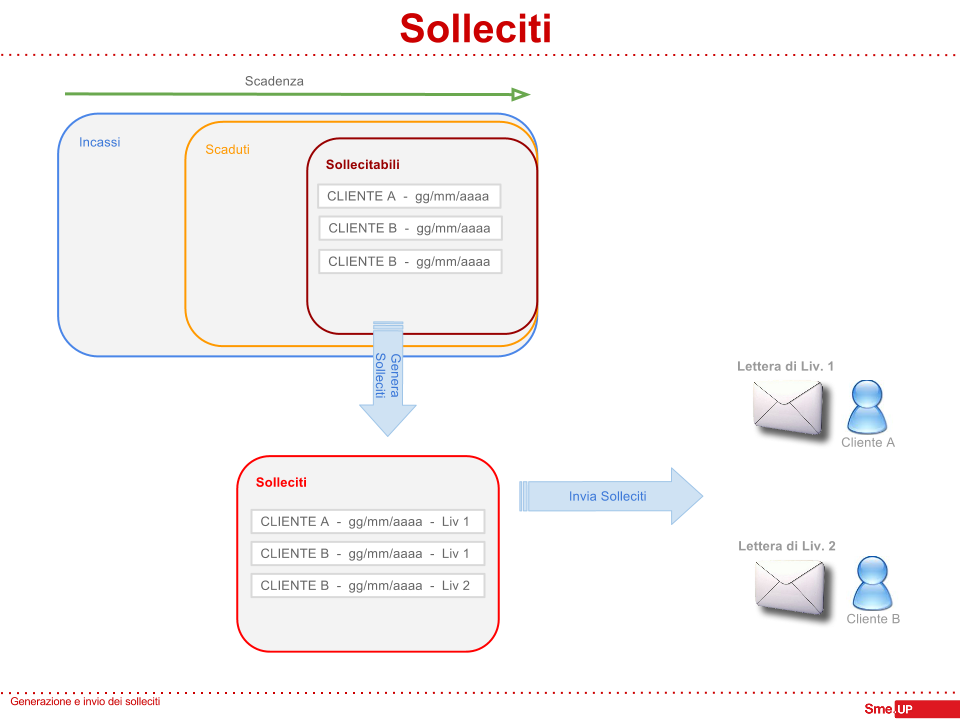 Solleciti
Scadenza
Incassi
Scaduti
Sollecitabili
CLIENTE A - gg/mm/aaaa
CLIENTE B - gg/mm/aaaa
CLIENTE B - gg/mm/aaaa
Genera
Solleciti
Lettera di Liv. 1
Cliente A
Solleciti
CLIENTE A - gg/mm/aaaa - Liv 1
CLIENTE B - gg/mm/aaaa - Liv 1
CLIENTE B - gg/mm/aaaa - Liv 2
Invia Solleciti
Lettera di Liv. 2
Cliente B
Generazione e invio dei solleciti
Sme.UP